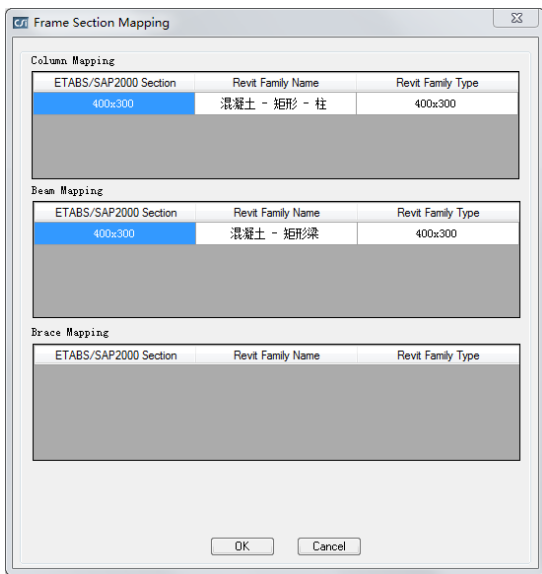 CSI Frame Section Mapping
Column Mapping
ETABS/SAP2000 Section Revit Family Name Revit Family Type
400x300 混凝土 - 矩形 - 柱 400x300
Beam Mapping
ETABS/SAP2000 Section Revit Family Name Revit Family Type
400x300 混凝土 - 矩形梁 400x300
Brace Mapping
ETABS/SAP2000 Section Revit Family Name Revit Family Type
OK Cancel